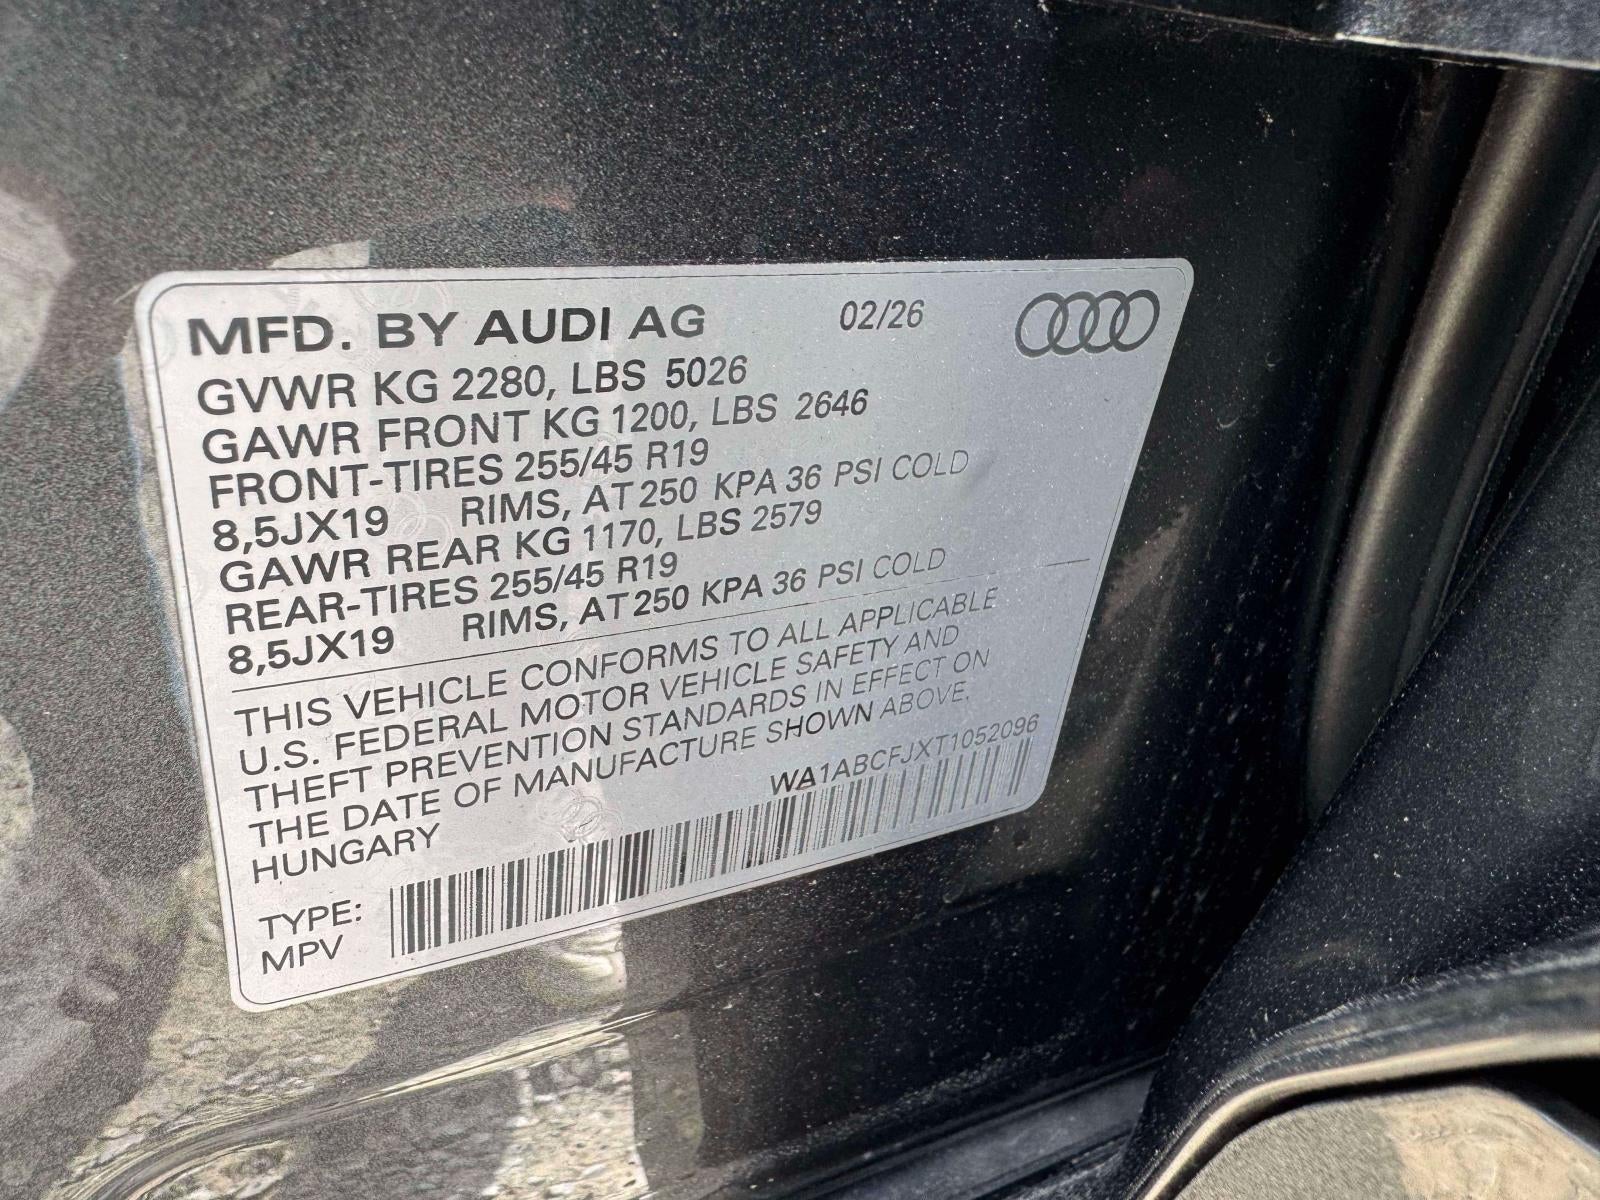 MFD. BY AUDI AG 02/26
GVWR KG 2280, LBS 5026
GAWR FRONT KG 1200, LBS 2646
FRONT-TIRES 255/45 R19
8,5JX19 RIMS, AT 250 KPA 36 PSI COLD
GAWR REAR KG 1170, LBS 2579
REAR-TIRES 255/45 R19
8,5JX19 RIMS, AT 250 KPA 36 PSI COLD
THIS VEHICLE CONFORMS TO ALL APPLICABLE
U.S. FEDERAL MOTOR VEHICLE SAFETY AND
THEFT PREVENTION STANDARDS IN EFFECT ON
THE DATE OF MANUFACTURE SHOWN ABOVE.
HUNGARY
WA1ABCFJXT1052096
TYPE:
MPV